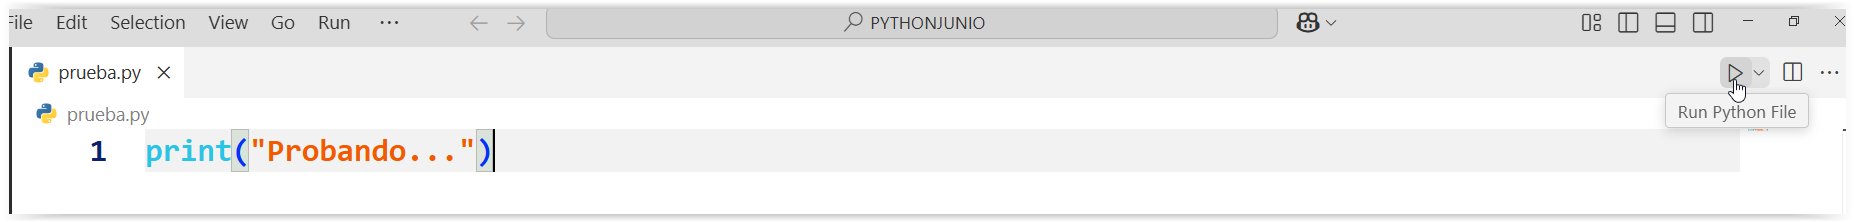 File Edit Selection View Go Run ... PYTHONJUNIO
prueba.py
Run Python File
prueba.py
1 print("Probando...")